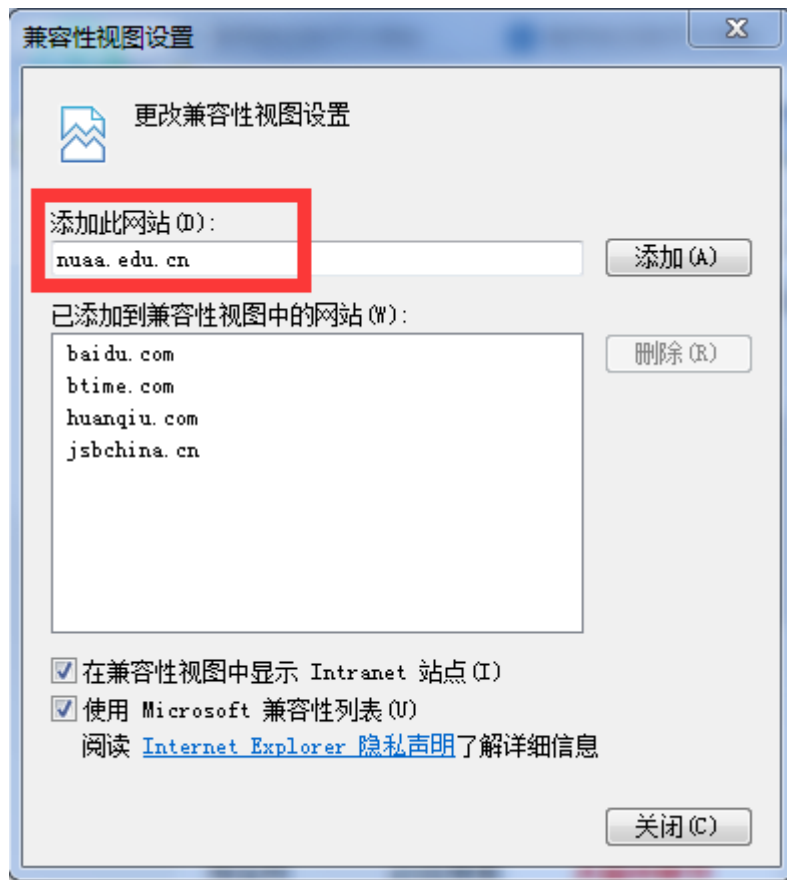 兼容性视图设置
更改兼容性视图设置
添加此网站(D):
nuaa.edu.cn
添加(A)
已添加到兼容性视图中的网站(W):
baidu.com
删除(R)
btime.com
huanqiu.com
jsbchina.cn
在兼容性视图中显示 Intranet 站点(I)
使用 Microsoft 兼容性列表(U)
阅读 Internet Explorer 隐私声明了解详细信息
关闭(C)